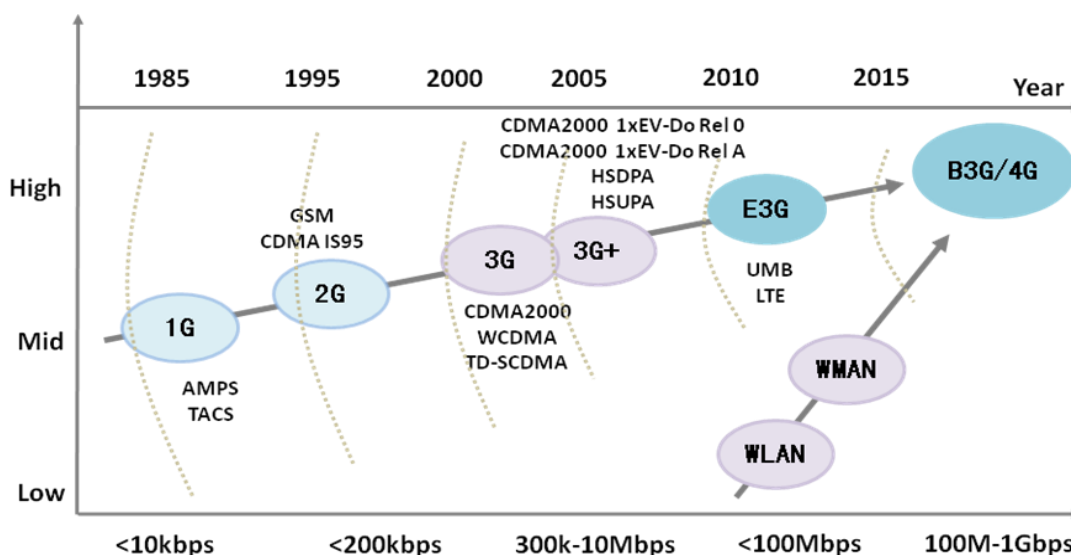 1985
1995
2000
2005
2010
2015
Year
High
Mid
Low
CDMA2000 1xEV-Do Rel 0
CDMA2000 1xEV-Do Rel A
HSDPA
HSUPA
GSM
CDMA IS95
1G
2G
3G
3G+
E3G
B3G/4G
AMPS
TACS
CDMA2000
WCDMA
TD-SCDMA
UMB
LTE
WMAN
WLAN
<10kbps
<200kbps
300k-10Mbps
<100Mbps
100M-1Gbps